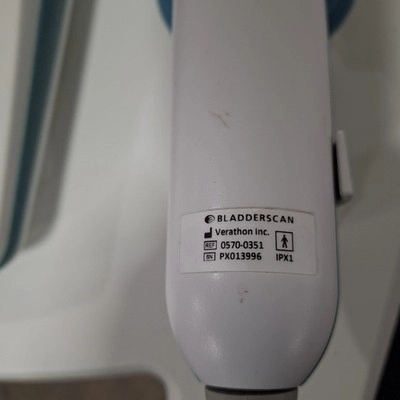 BLADDERSCAN
Verathon Inc.
REF 0570-0351
SN PX013996 IPX1